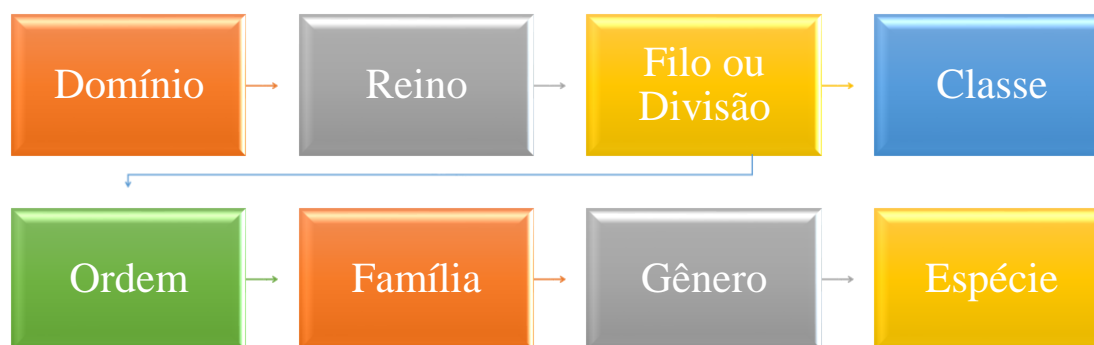 Domínio
Reino
Filo ou
Divisão
Classe
Ordem
Família
Gênero
Espécie